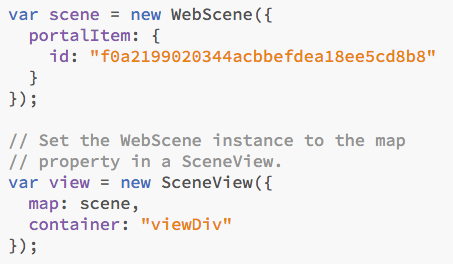 var scene = new WebScene({
  portalItem: {
    id: "f0a2199020344acbbefdea18ee5cd8b8"
  }
});

// Set the WebScene instance to the map
// property in a SceneView.
var view = new SceneView({
  map: scene,
  container: "viewDiv"
});